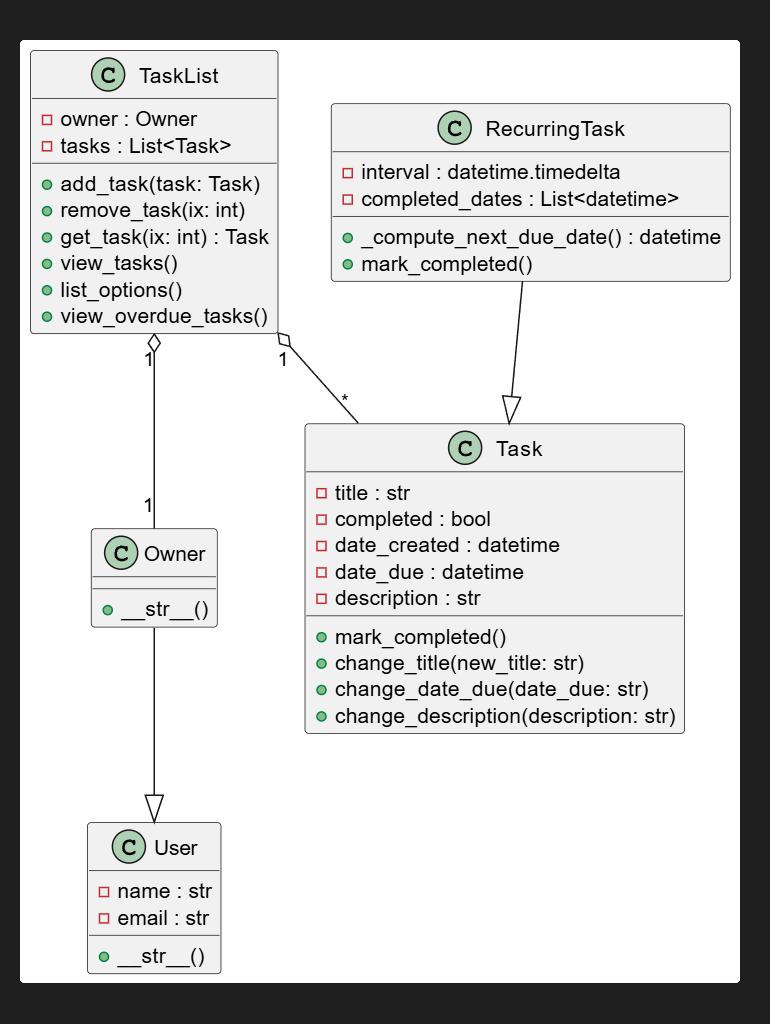 C TaskList
owner : Owner
tasks : List<Task>
add_task(task: Task)
remove_task(ix: int)
get_task(ix: int) : Task
view_tasks()
list_options()
view_overdue_tasks()
C RecurringTask
interval : datetime.timedelta
completed_dates : List<datetime>
_compute_next_due_date() : datetime
mark_completed()
1
1
*
1
C Task
title : str
completed : bool
date_created : datetime
date_due : datetime
description : str
mark_completed()
change_title(new_title: str)
change_date_due(date_due: str)
change_description(description: str)
C Owner
__str__()
C User
name : str
email : str
__str__()